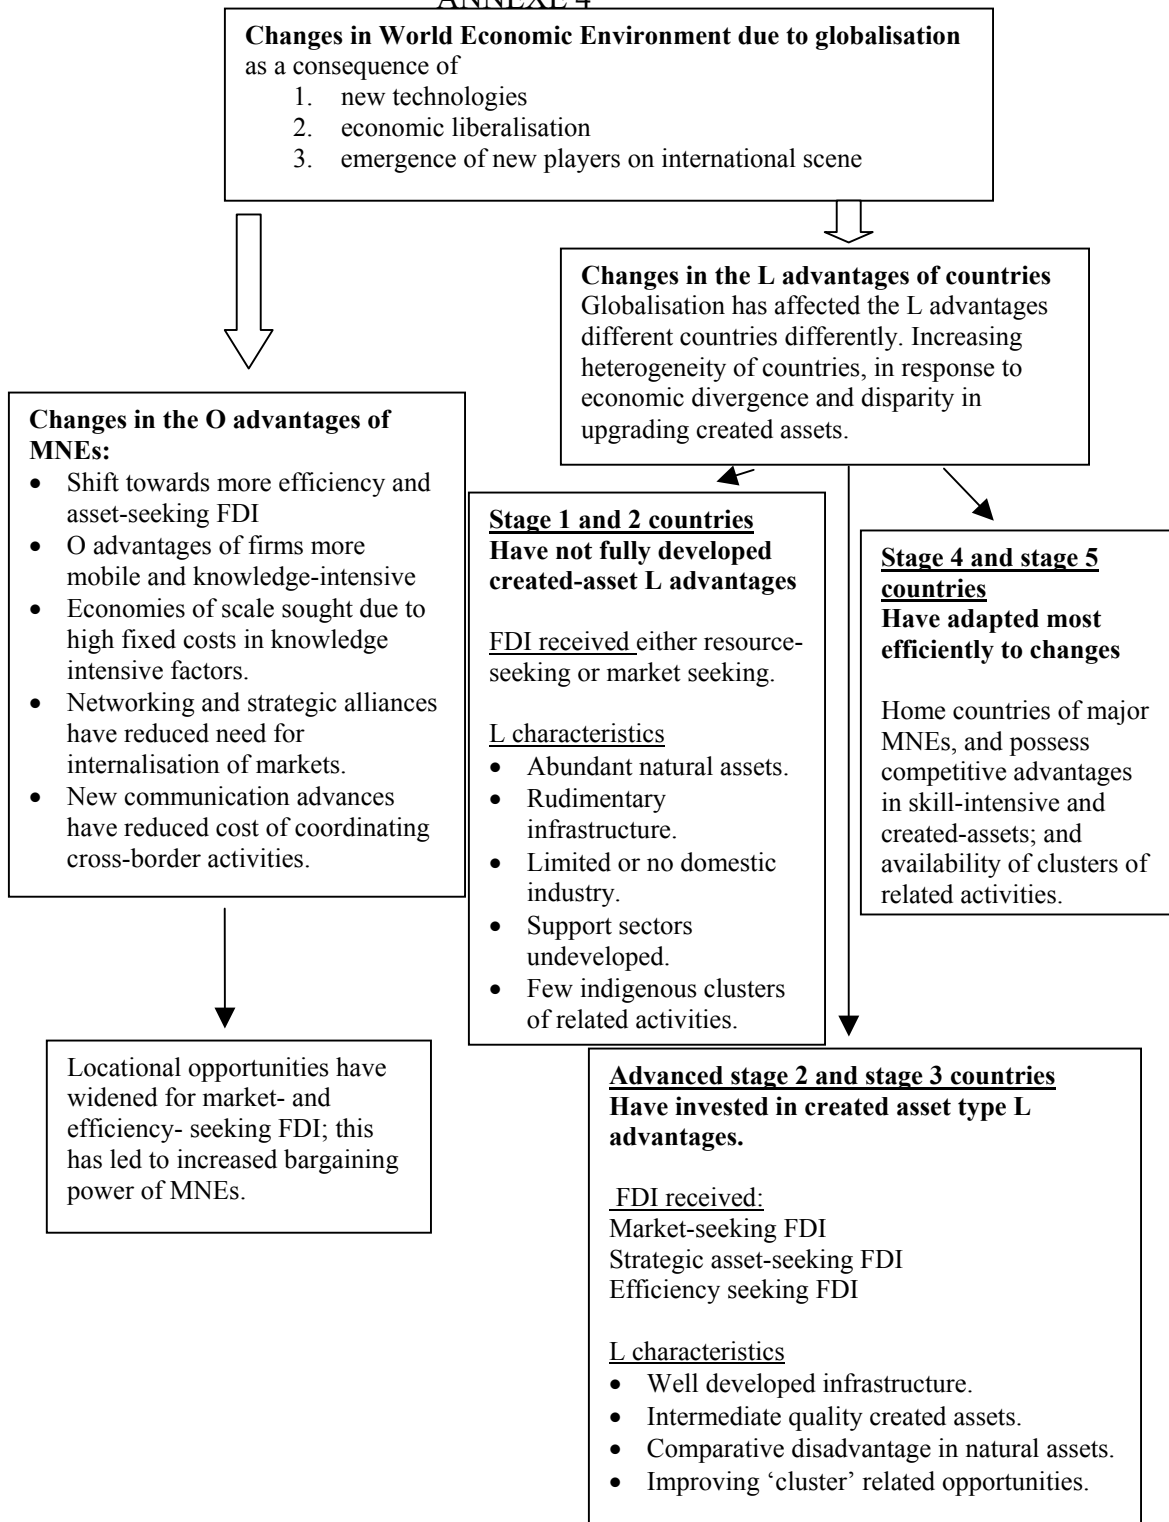 ANNEXE 4
Changes in World Economic Environment due to globalisation
as a consequence of
1. new technologies
2. economic liberalisation
3. emergence of new players on international scene
Changes in the L advantages of countries
Globalisation has affected the L advantages
different countries differently. Increasing
heterogeneity of countries, in response to
economic divergence and disparity in
upgrading created assets.
Changes in the O advantages of
MNEs:
• Shift towards more efficiency and
asset-seeking FDI
• O advantages of firms more
mobile and knowledge-intensive
• Economies of scale sought due to
high fixed costs in knowledge
intensive factors.
• Networking and strategic alliances
have reduced need for
internalisation of markets.
• New communication advances
have reduced cost of coordinating
cross-border activities.
Stage 1 and 2 countries
Have not fully developed
created-asset L advantages
FDI received either resource-
seeking or market seeking.
L characteristics
• Abundant natural assets.
• Rudimentary
infrastructure.
• Limited or no domestic
industry.
• Support sectors
undeveloped.
• Few indigenous clusters
of related activities.
Stage 4 and stage 5
countries
Have adapted most
efficiently to changes
Home countries of major
MNEs, and possess
competitive advantages
in skill-intensive and
created-assets; and
availability of clusters of
related activities.
Locational opportunities have
widened for market- and
efficiency- seeking FDI; this
has led to increased bargaining
power of MNEs.
Advanced stage 2 and stage 3 countries
Have invested in created asset type L
advantages.
FDI received:
Market-seeking FDI
Strategic asset-seeking FDI
Efficiency seeking FDI
L characteristics
• Well developed infrastructure.
• Intermediate quality created assets.
• Comparative disadvantage in natural assets.
• Improving ‘cluster’ related opportunities.